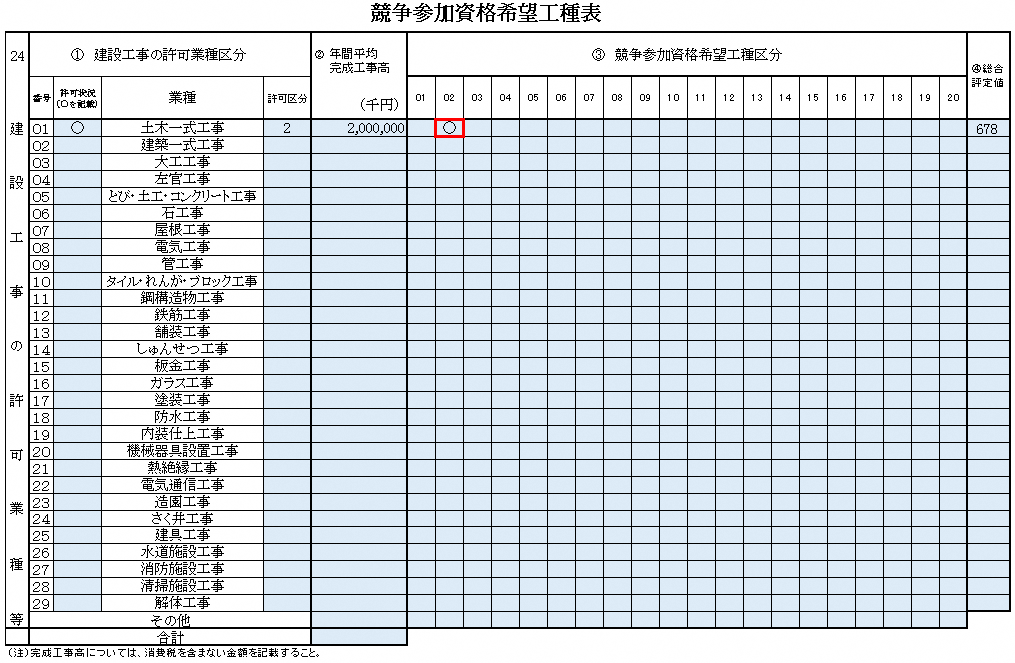 競争参加資格希望工種表
24 ① 建設工事の許可業種区分 ② 年間平均 完成工事高 ③ 競争参加資格希望工種区分 ④総合評定値
番号 許可状況(〇を記載) 業種 許可区分 (千円) 01 02 03 04 05 06 07 08 09 10 11 12 13 14 15 16 17 18 19 20
建設工事の許可可業種等
01 〇 土木一式工事 2 2,000,000 〇 678
02 建築一式工事
03 大工工事
04 左官工事
05 とび・土工・コンクリート工事
06 石工事
07 屋根工事
08 電気工事
09 管工事
10 タイル・れんが・ブロック工事
11 鋼構造物工事
12 鉄筋工事
13 舗装工事
14 しゅんせつ工事
15 板金工事
16 ガラス工事
17 塗装工事
18 防水工事
19 内装仕上工事
20 機械器具設置工事
21 熱絶縁工事
22 電気通信工事
23 造園工事
24 さく井工事
25 建具工事
26 水道施設工事
27 消防施設工事
28 清掃施設工事
29 解体工事
その他
合計
(注)完成工事高については、消費税を含まない金額を記載すること。